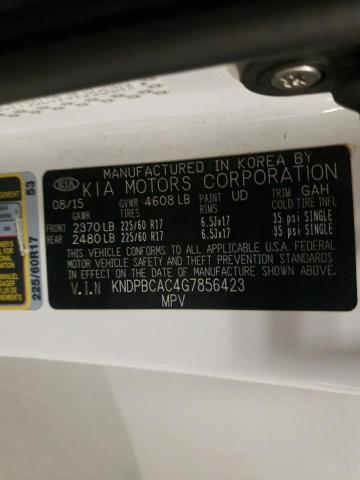 MANUFACTURED IN KOREA BY
KIA KIA MOTORS CORPORATION
08/15 GVWR 4608 LB PAINT UD TRIM GAH
GAWR TIRES RIMS COLD TIRE INFL
FRONT 2370 LB 225/60 R17 6.5Jx17 35 psi SINGLE
REAR 2480 LB 225/60 R17 6.5Jx17 35 psi SINGLE
THIS VEHICLE CONFORMS TO ALL APPLICABLE U.S.A. FEDERAL
MOTOR VEHICLE SAFETY AND THEFT PREVENTION STANDARDS
IN EFFECT ON THE DATE OF MANUFACTURE SHOWN ABOVE.
V.I.N KNDPBCAC4G7856423
MPV
225/60R17 53